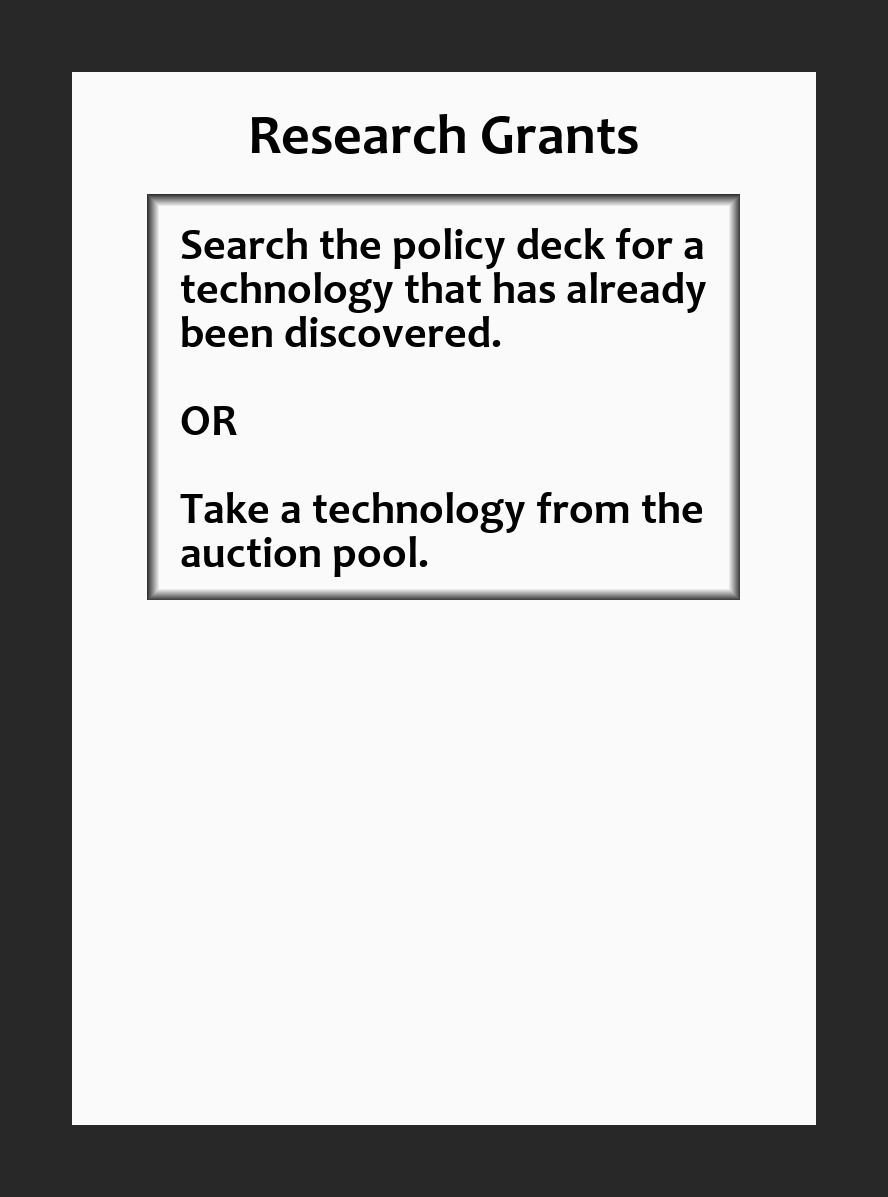 Research Grants
Search the policy deck for a
technology that has already
been discovered.
OR
Take a technology from the
auction pool.